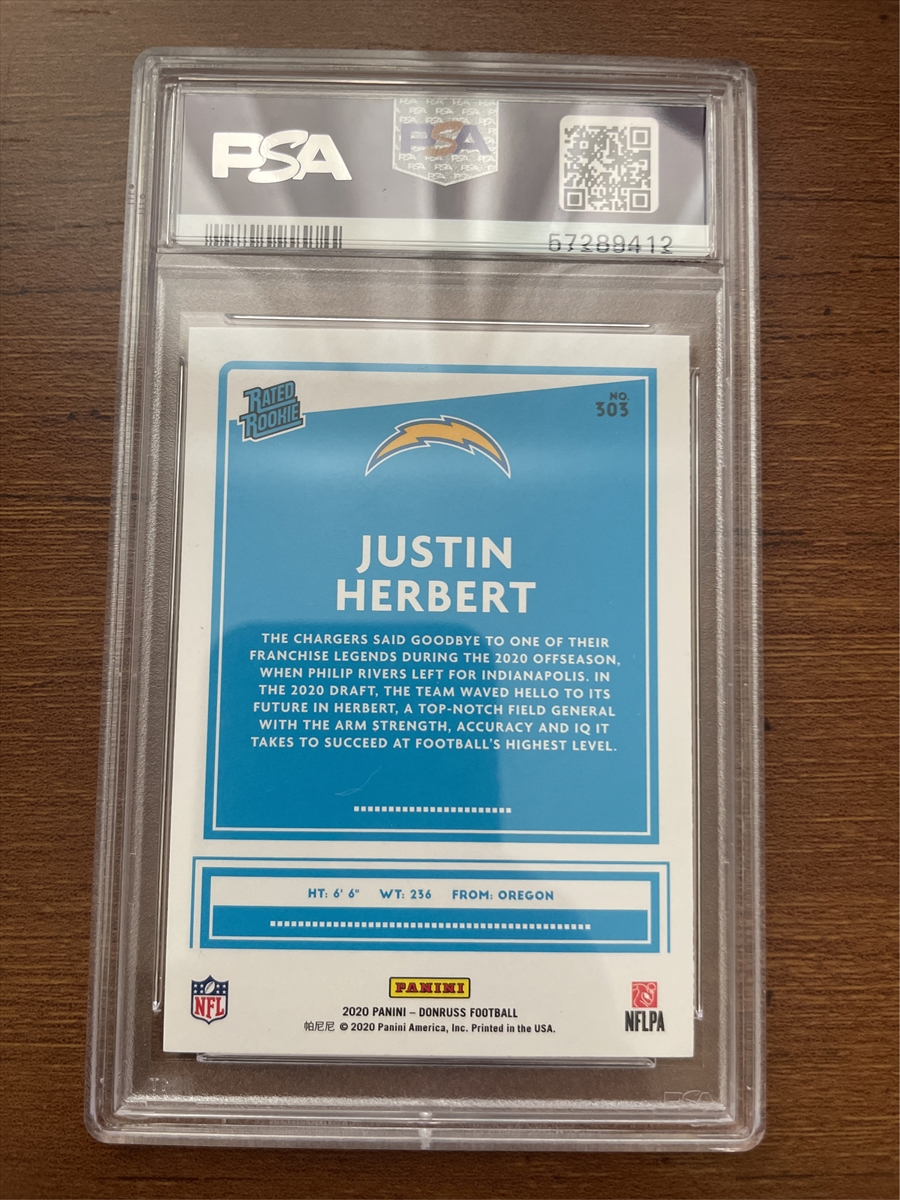 PSA
PSA
57289412
RATED
ROOKIE
NO.
303
JUSTIN
HERBERT
THE CHARGERS SAID GOODBYE TO ONE OF THEIR
FRANCHISE LEGENDS DURING THE 2020 OFFSEASON,
WHEN PHILIP RIVERS LEFT FOR INDIANAPOLIS. IN
THE 2020 DRAFT, THE TEAM WAVED HELLO TO ITS
FUTURE IN HERBERT, A TOP-NOTCH FIELD GENERAL
WITH THE ARM STRENGTH, ACCURACY AND IQ IT
TAKES TO SUCCEED AT FOOTBALL'S HIGHEST LEVEL.
HT: 6' 6" WT: 236 FROM: OREGON
NFL
PANINI
2020 PANINI – DONRUSS FOOTBALL
帕尼尼 © 2020 Panini America, Inc. Printed in the USA.
NFLPA
PSA